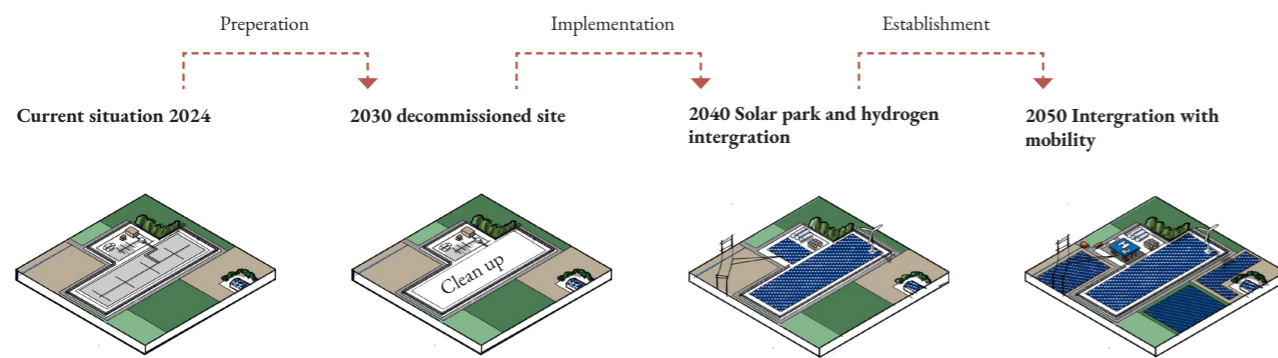 Preperation
Implementation
Establishment
Current situation 2024
2030 decommissioned site
2040 Solar park and hydrogen
intergration
2050 Intergration with
mobility
Clean up
H